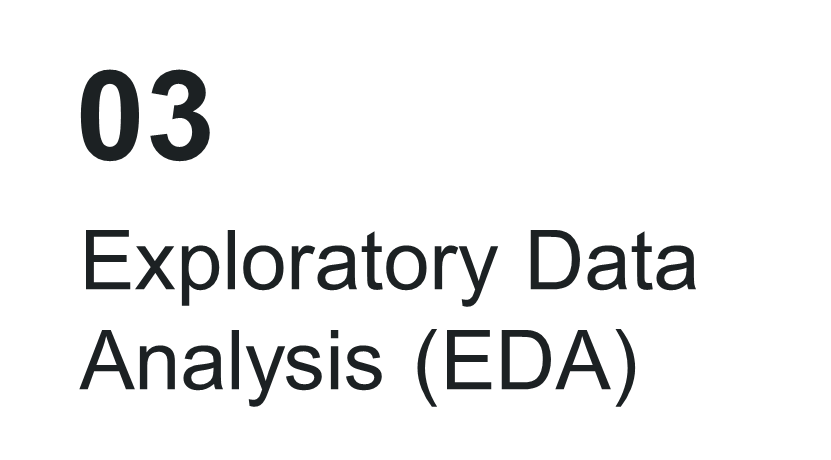 03
Exploratory Data
Analysis (EDA)